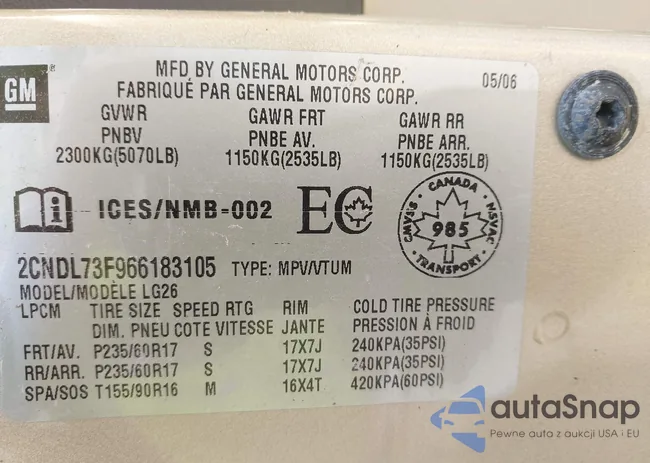 GM
MFD BY GENERAL MOTORS CORP.
FABRIQUÉ PAR GENERAL MOTORS CORP.
05/06
GVWR GAWR FRT GAWR RR
PNBV PNBE AV. PNBE ARR.
2300KG(5070LB) 1150KG(2535LB) 1150KG(2535LB)
i ICES/NMB-002 EC
CANADA
CMVSS 985 NSVAC
TRANSPORT
2CNDL73F966183105 TYPE: MPV/VTUM
MODEL/MODÈLE LG26
LPCM TIRE SIZE SPEED RTG RIM COLD TIRE PRESSURE
DIM. PNEU COTE VITESSE JANTE PRESSION À FROID
FRT/AV. P235/60R17 S 17X7J 240KPA(35PSI)
RR/ARR. P235/60R17 S 17X7J 240KPA(35PSI)
SPA/SOS T155/90R16 M 16X4T 420KPA(60PSI)
autaSnap
Pewne auta z aukcji USA i EU